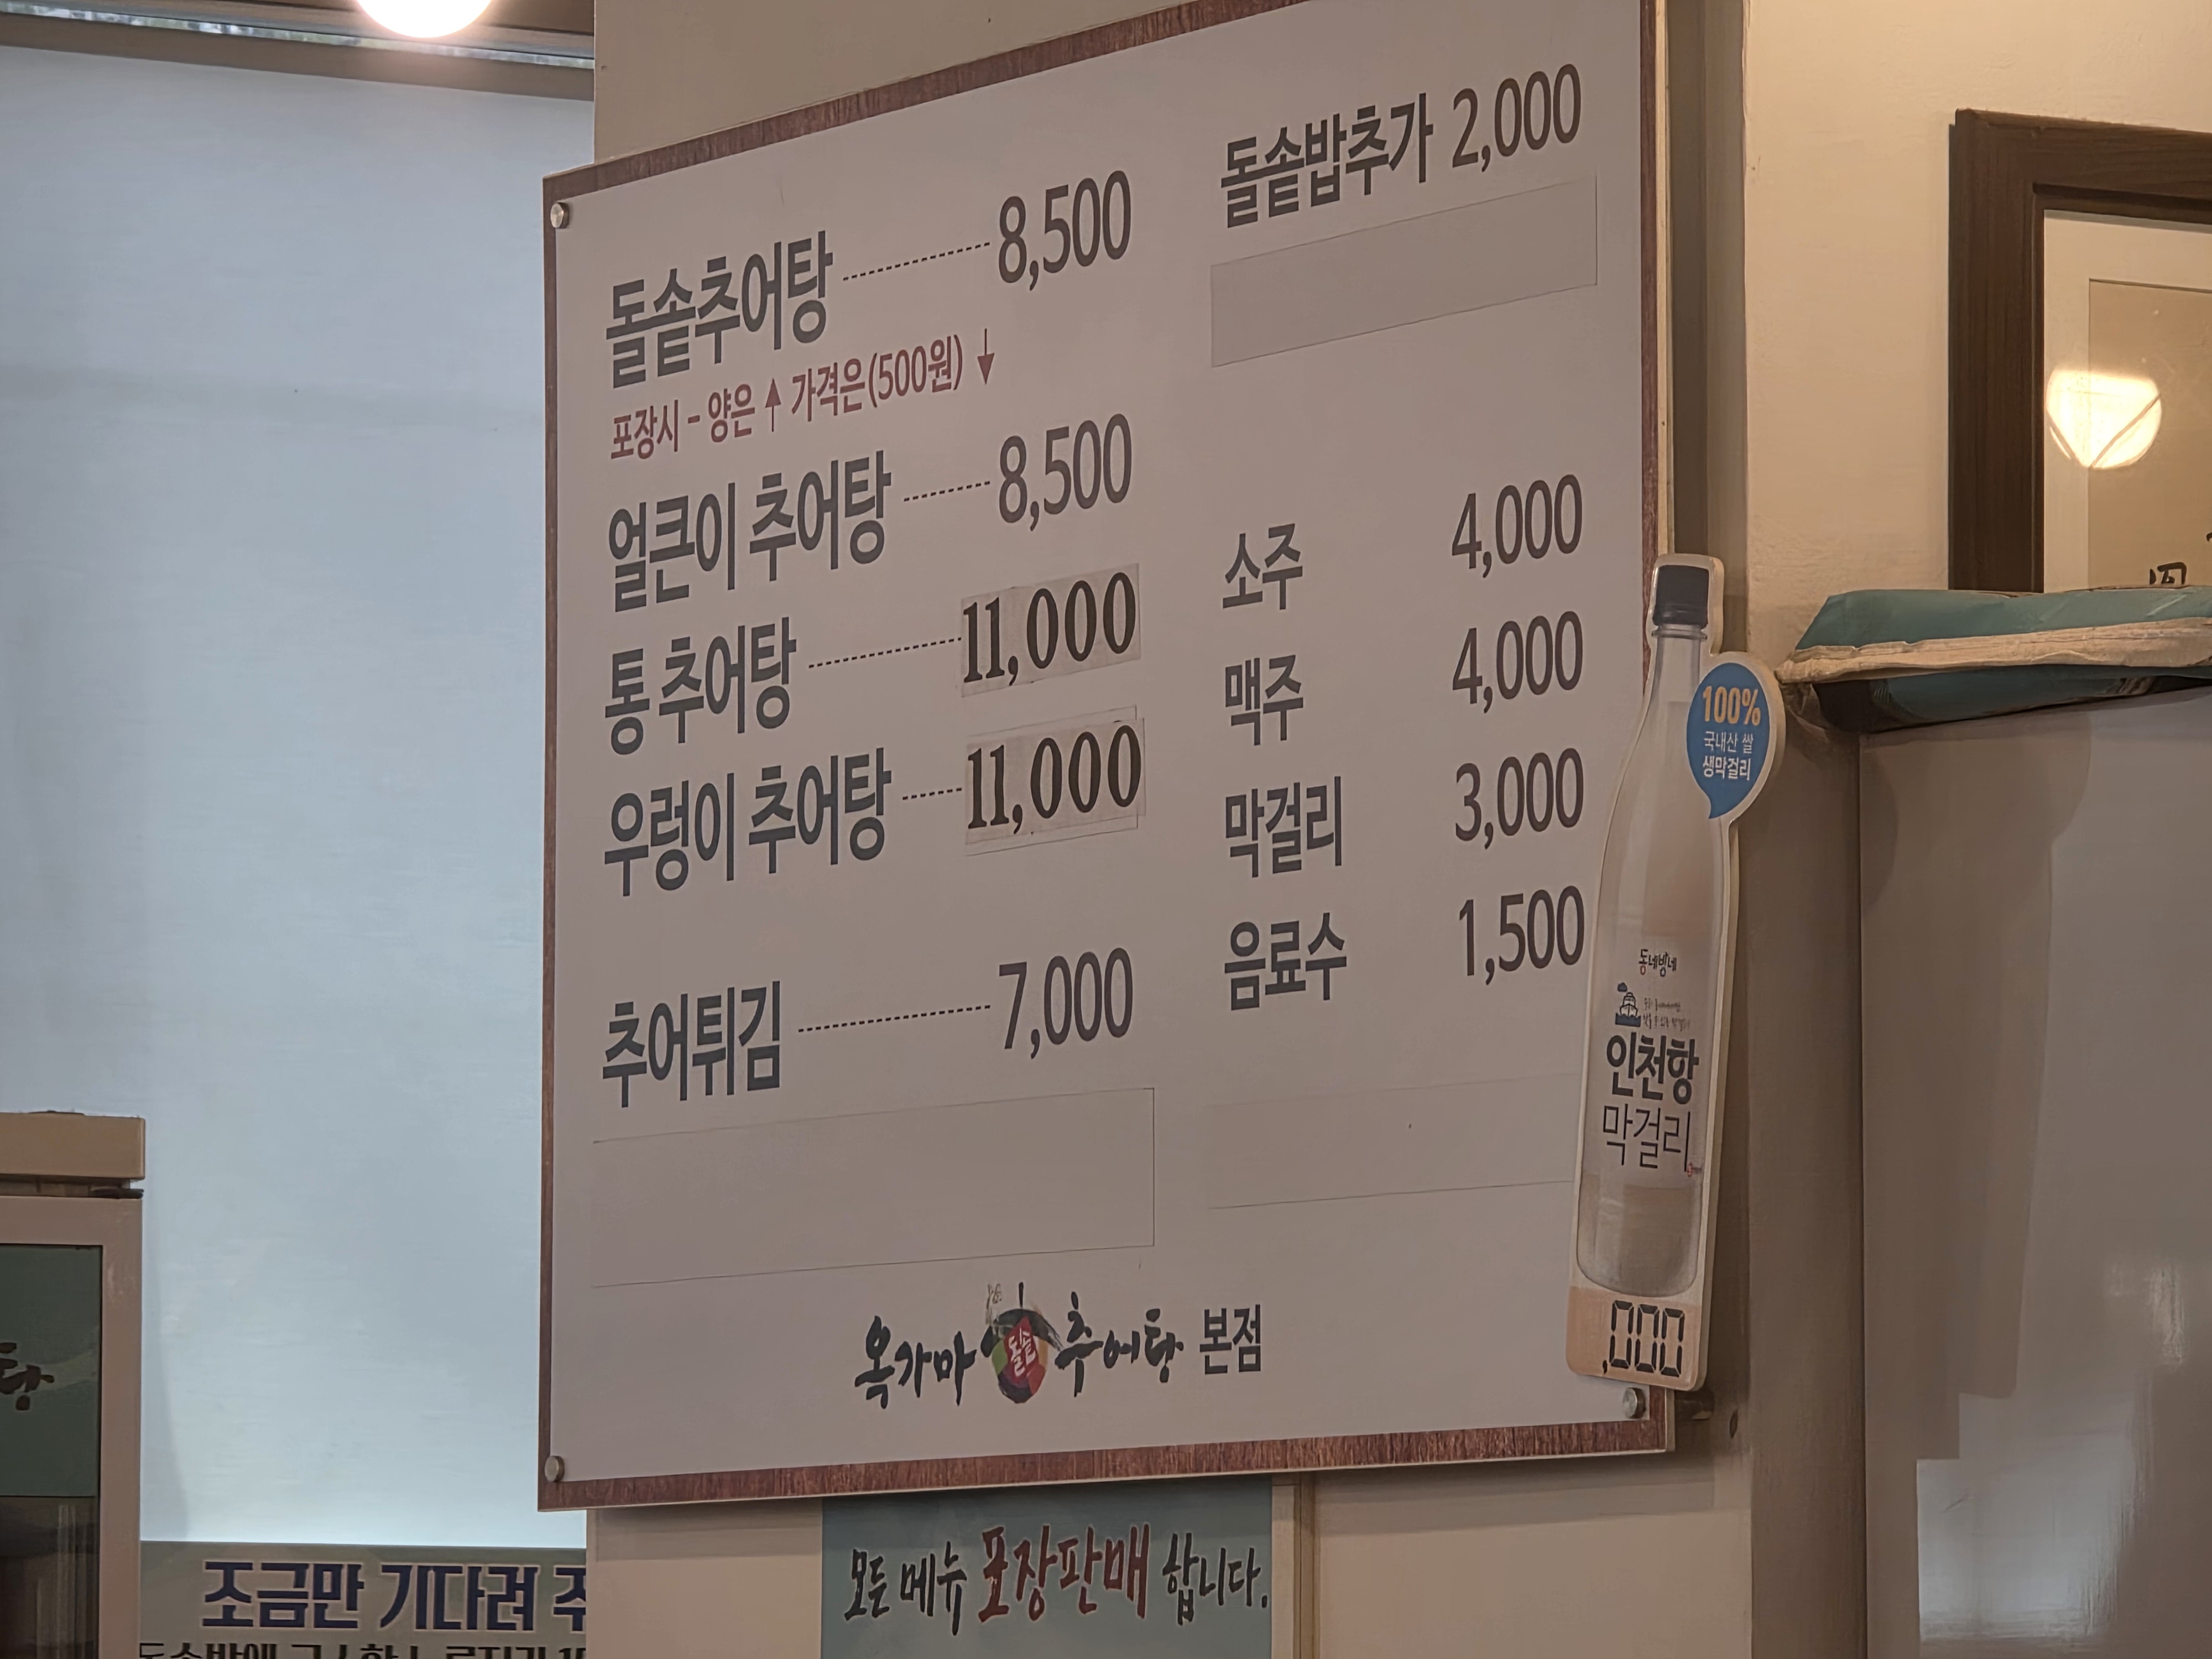 돌솥추어탕 8,500
포장시 - 양은 ↑ 가격은(500원) ↓
얼큰이 추어탕 8,500
통 추어탕 11,000
우렁이 추어탕 11,000
추어튀김 7,000
돌솥밥추가 2,000
소주 4,000
맥주 4,000
막걸리 3,000
음료수 1,500
옥가마 돌솥 추어탕 본점
100%
국내산 쌀
생막걸리
동네방네
인천항
막걸리
,000
모든 메뉴 포장판매 합니다.
조금만 기다려 주
탕